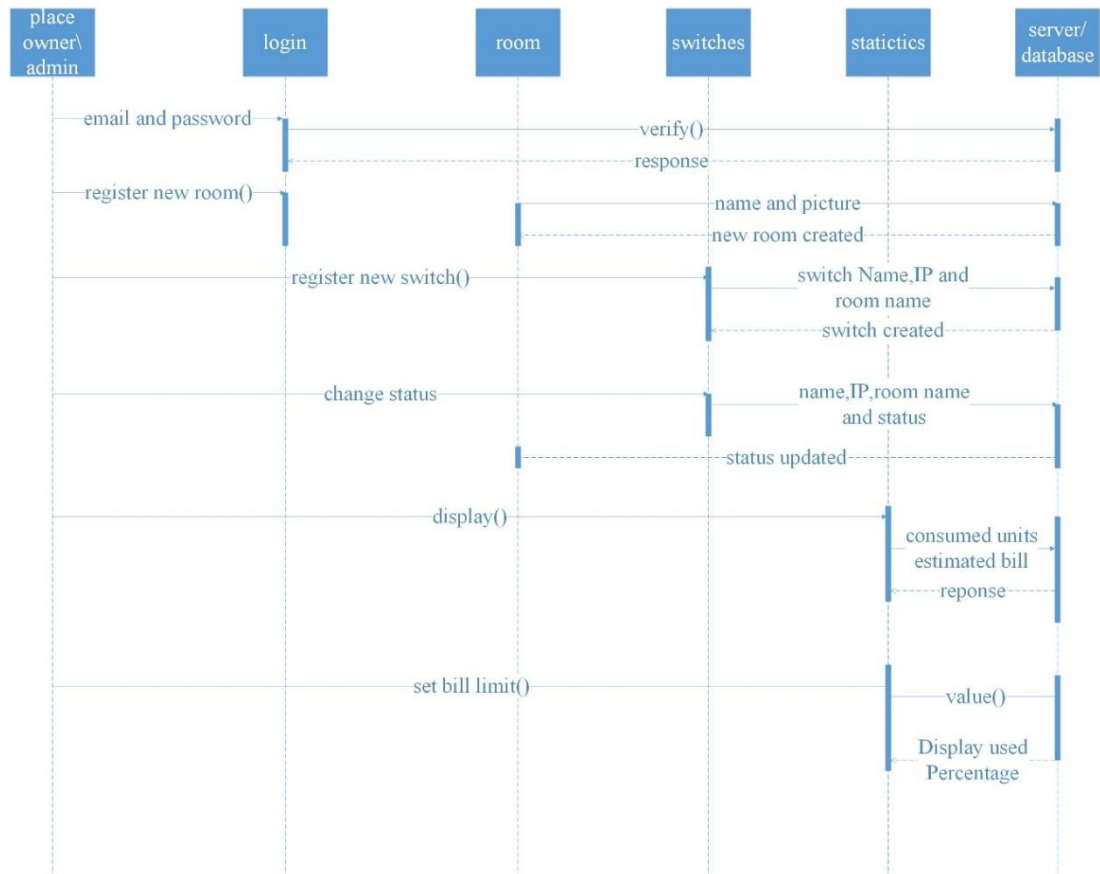 place
owner\
admin
login
room
switches
statictics
server/
database
email and password
verify()
response
register new room()
name and picture
new room created
register new switch()
switch Name,IP and
room name
switch created
change status
name,IP,room name
and status
status updated
display()
consumed units
estimated bill
reponse
set bill limit()
value()
Display used
Percentage